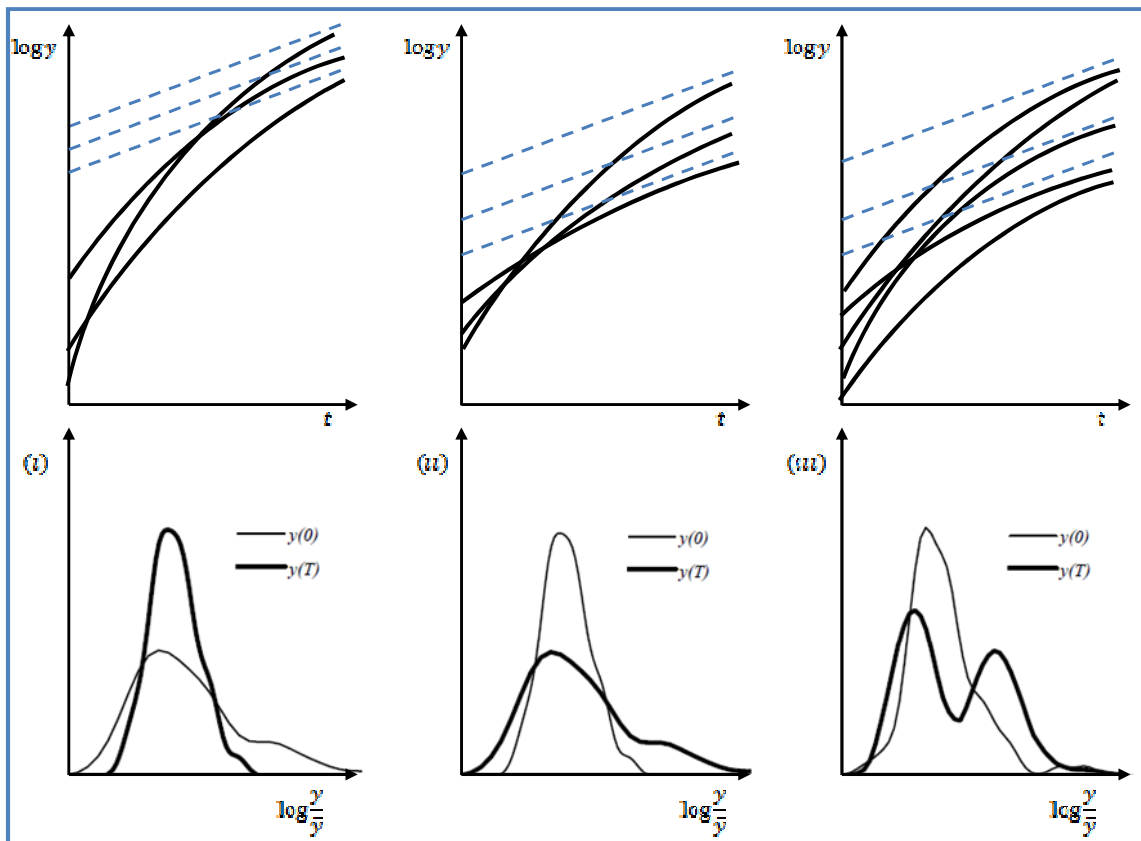 log y
log y
log y
t
t
t
(i)
(ii)
(iii)
y(0)
y(T)
y(0)
y(T)
y(0)
y(T)
log y/y̅
log y/y̅
log y/y̅